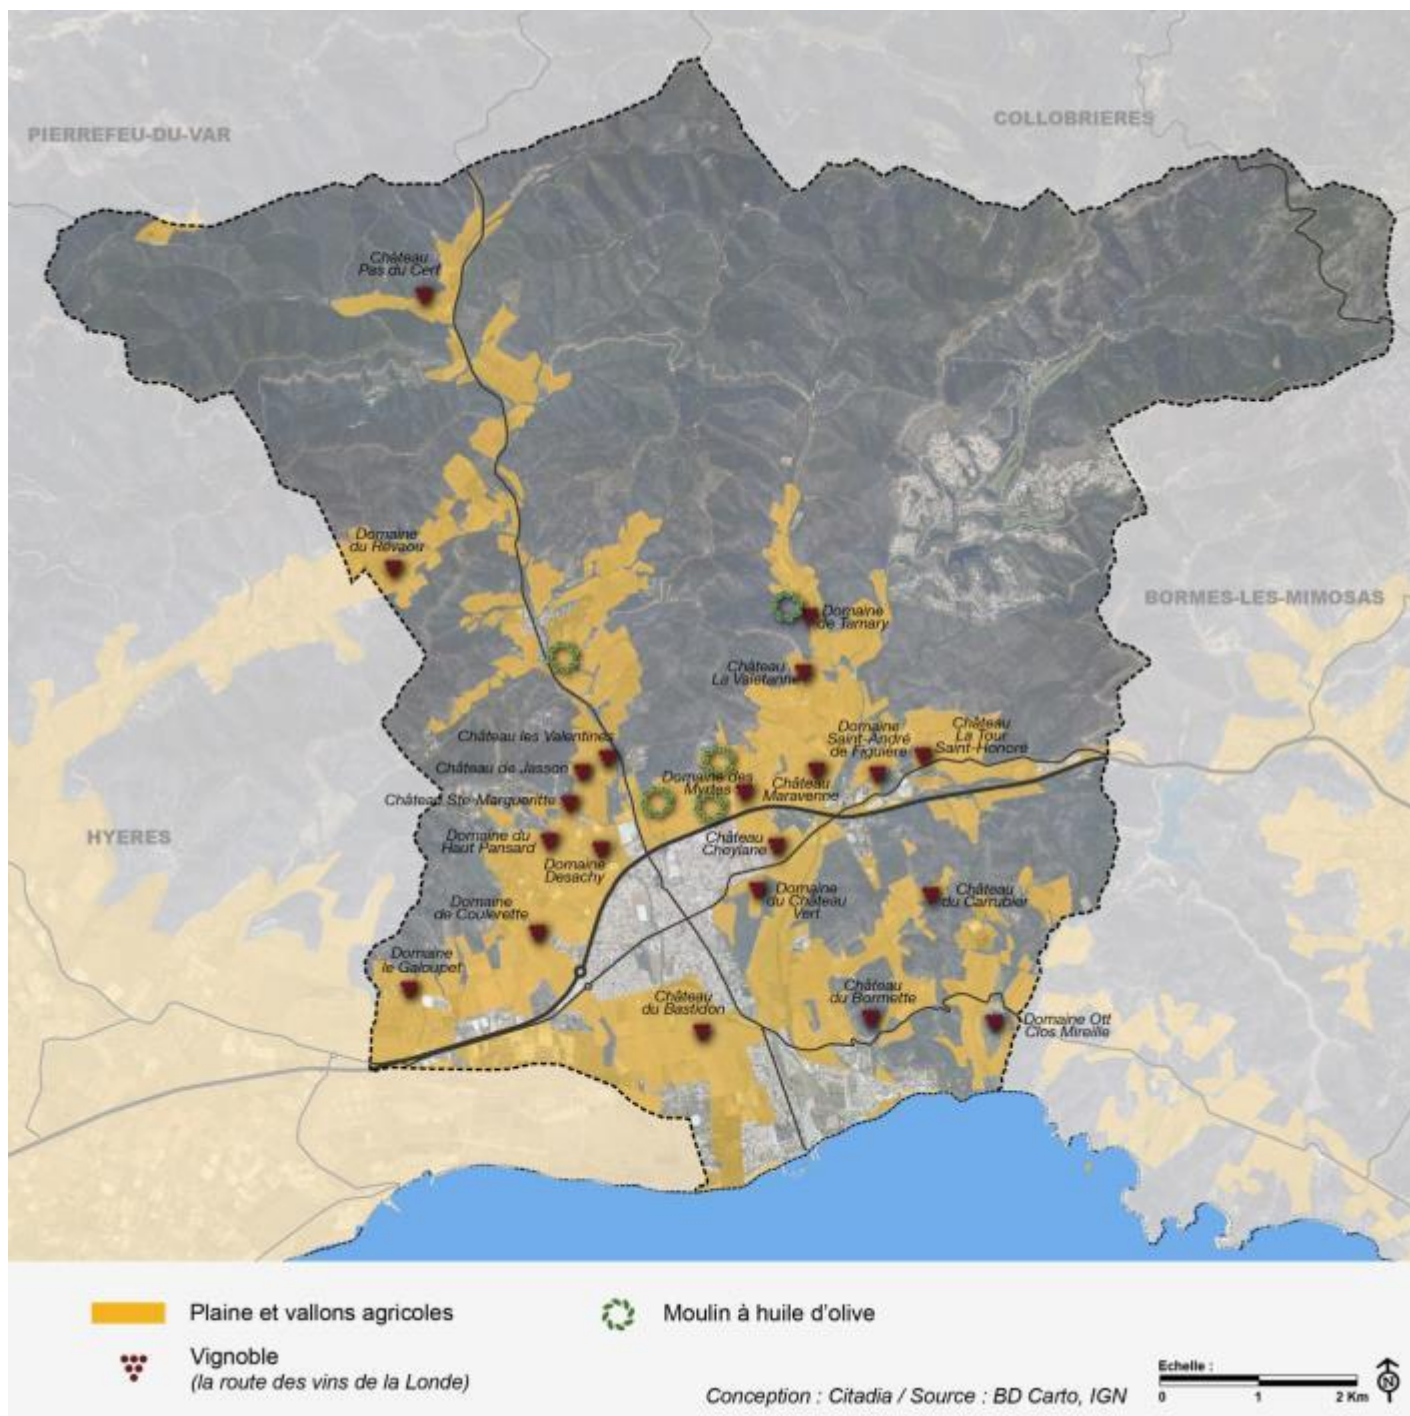 COLLOBRIERES
PIERREFEU-DU-VAR
Château
Pas du Cerf
Domaine
du Révaou
BORMES-LES-MIMOSAS
Domaine
de Tamary
Château
La Valetanne
Château les Valentines
Domaine
Saint-André
de Figuière
Château
La Tour
Saint-Honoré
Château de Jasson
Domaine des
Myrtes
Château
Maravenne
Château Ste-Margueritte
HYERES
Domaine du
Haut Pansard
Château
Cheylane
Domaine
Desachy
Domaine
de Coulerette
Domaine
du Château
Vert
Château
du Carrubier
Domaine
le Galoupet
Château
du Bastidon
Château
du Bormette
Domaine Ott
Clos Mireille
Plaine et vallons agricoles
Moulin à huile d'olive
Vignoble
(la route des vins de la Londe)
Conception : Citadia / Source : BD Carto, IGN
Echelle :
0 1 2 Km
N